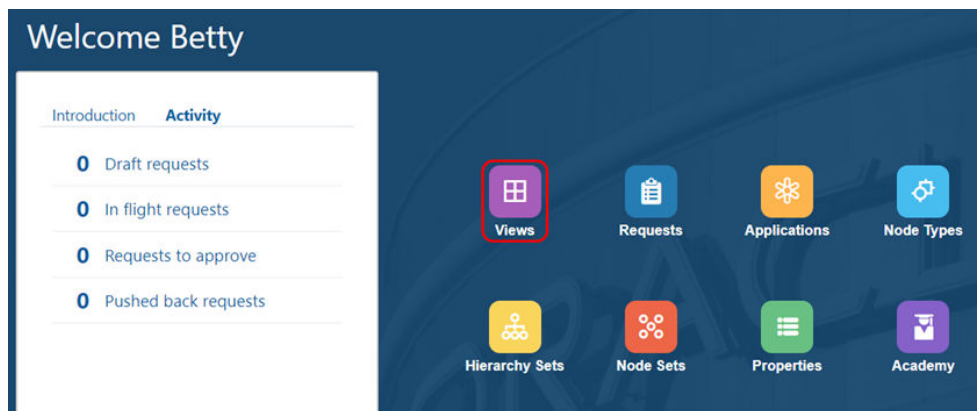 Welcome Betty
Introduction Activity
0 Draft requests
0 In flight requests
0 Requests to approve
0 Pushed back requests
Views Requests Applications Node Types
Hierarchy Sets Node Sets Properties Academy